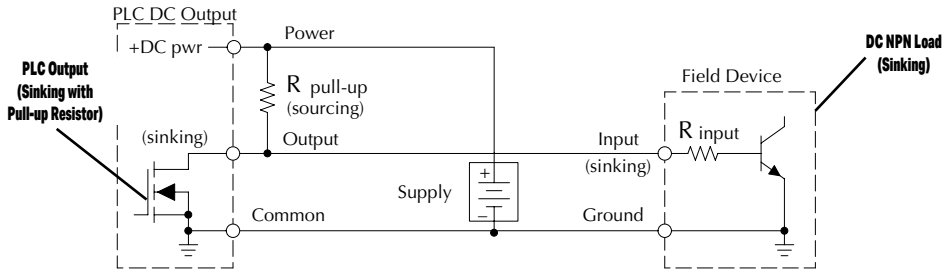 PLC DC Output
+DC pwr
Power
PLC Output
(Sinking with
Pull-up Resistor)
R pull-up
(sourcing)
(sinking)
Output
Supply
+
–
Common
DC NPN Load
(Sinking)
Field Device
Input
(sinking)
R input
Ground